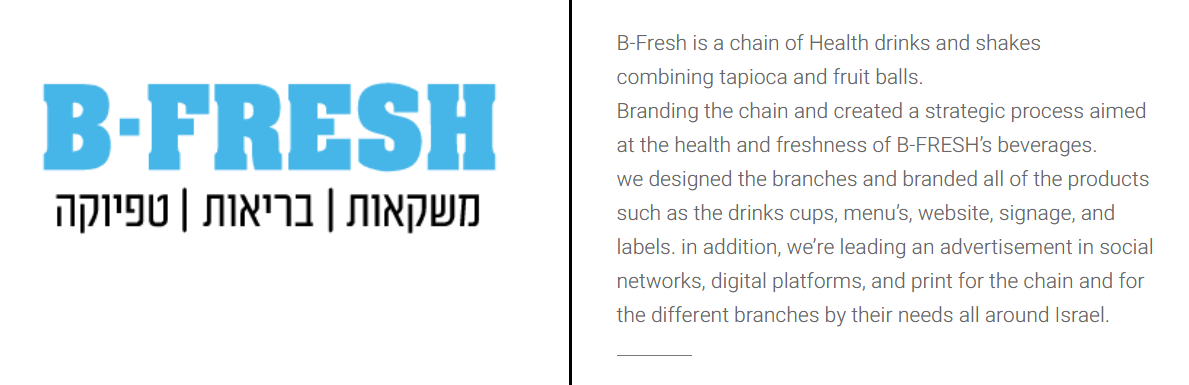 B-FRESH
משקאות | בריאות | טפיוקה
B-Fresh is a chain of Health drinks and shakes
combining tapioca and fruit balls.
Branding the chain and created a strategic process aimed
at the health and freshness of B-FRESH’s beverages.
we designed the branches and branded all of the products
such as the drinks cups, menu’s, website, signage, and
labels. in addition, we’re leading an advertisement in social
networks, digital platforms, and print for the chain and for
the different branches by their needs all around Israel.